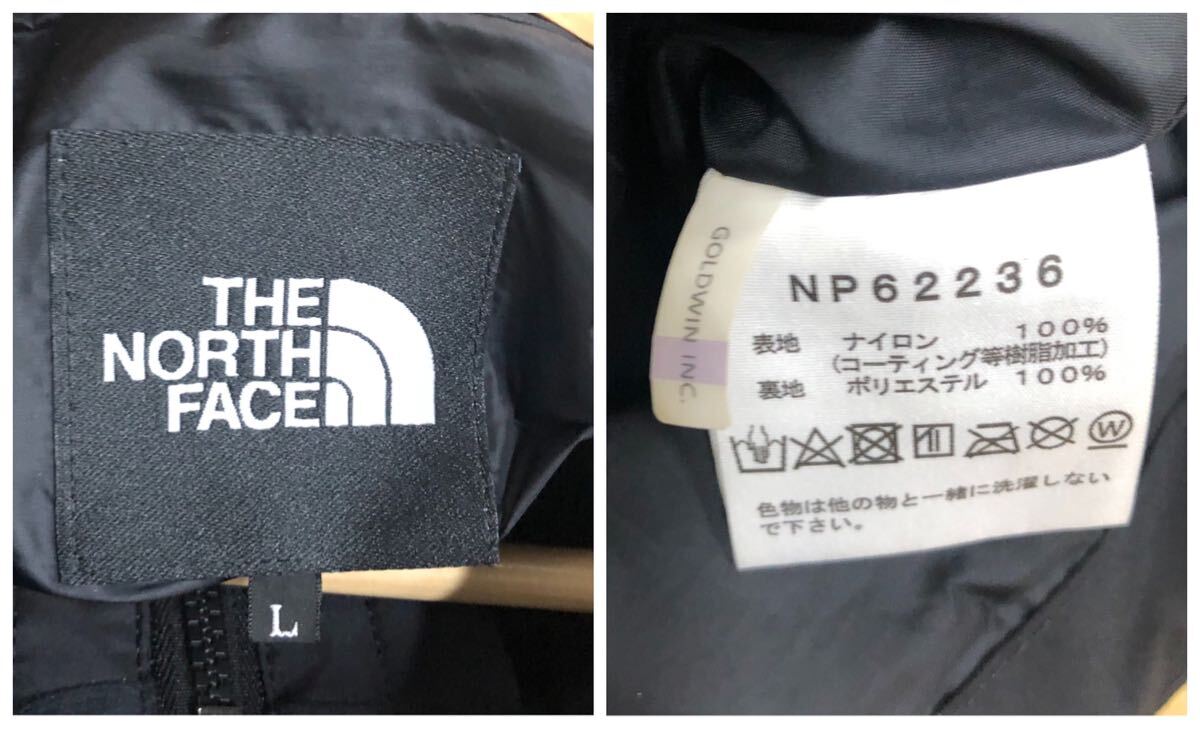 THE
NORTH
FACE
L
GOLDWIN INC.
NP62236
表地 ナイロン 100%
(コーティング等樹脂加工)
裏地 ポリエステル 100%
W
色物は他の物と一緒に洗濯しない
で下さい。